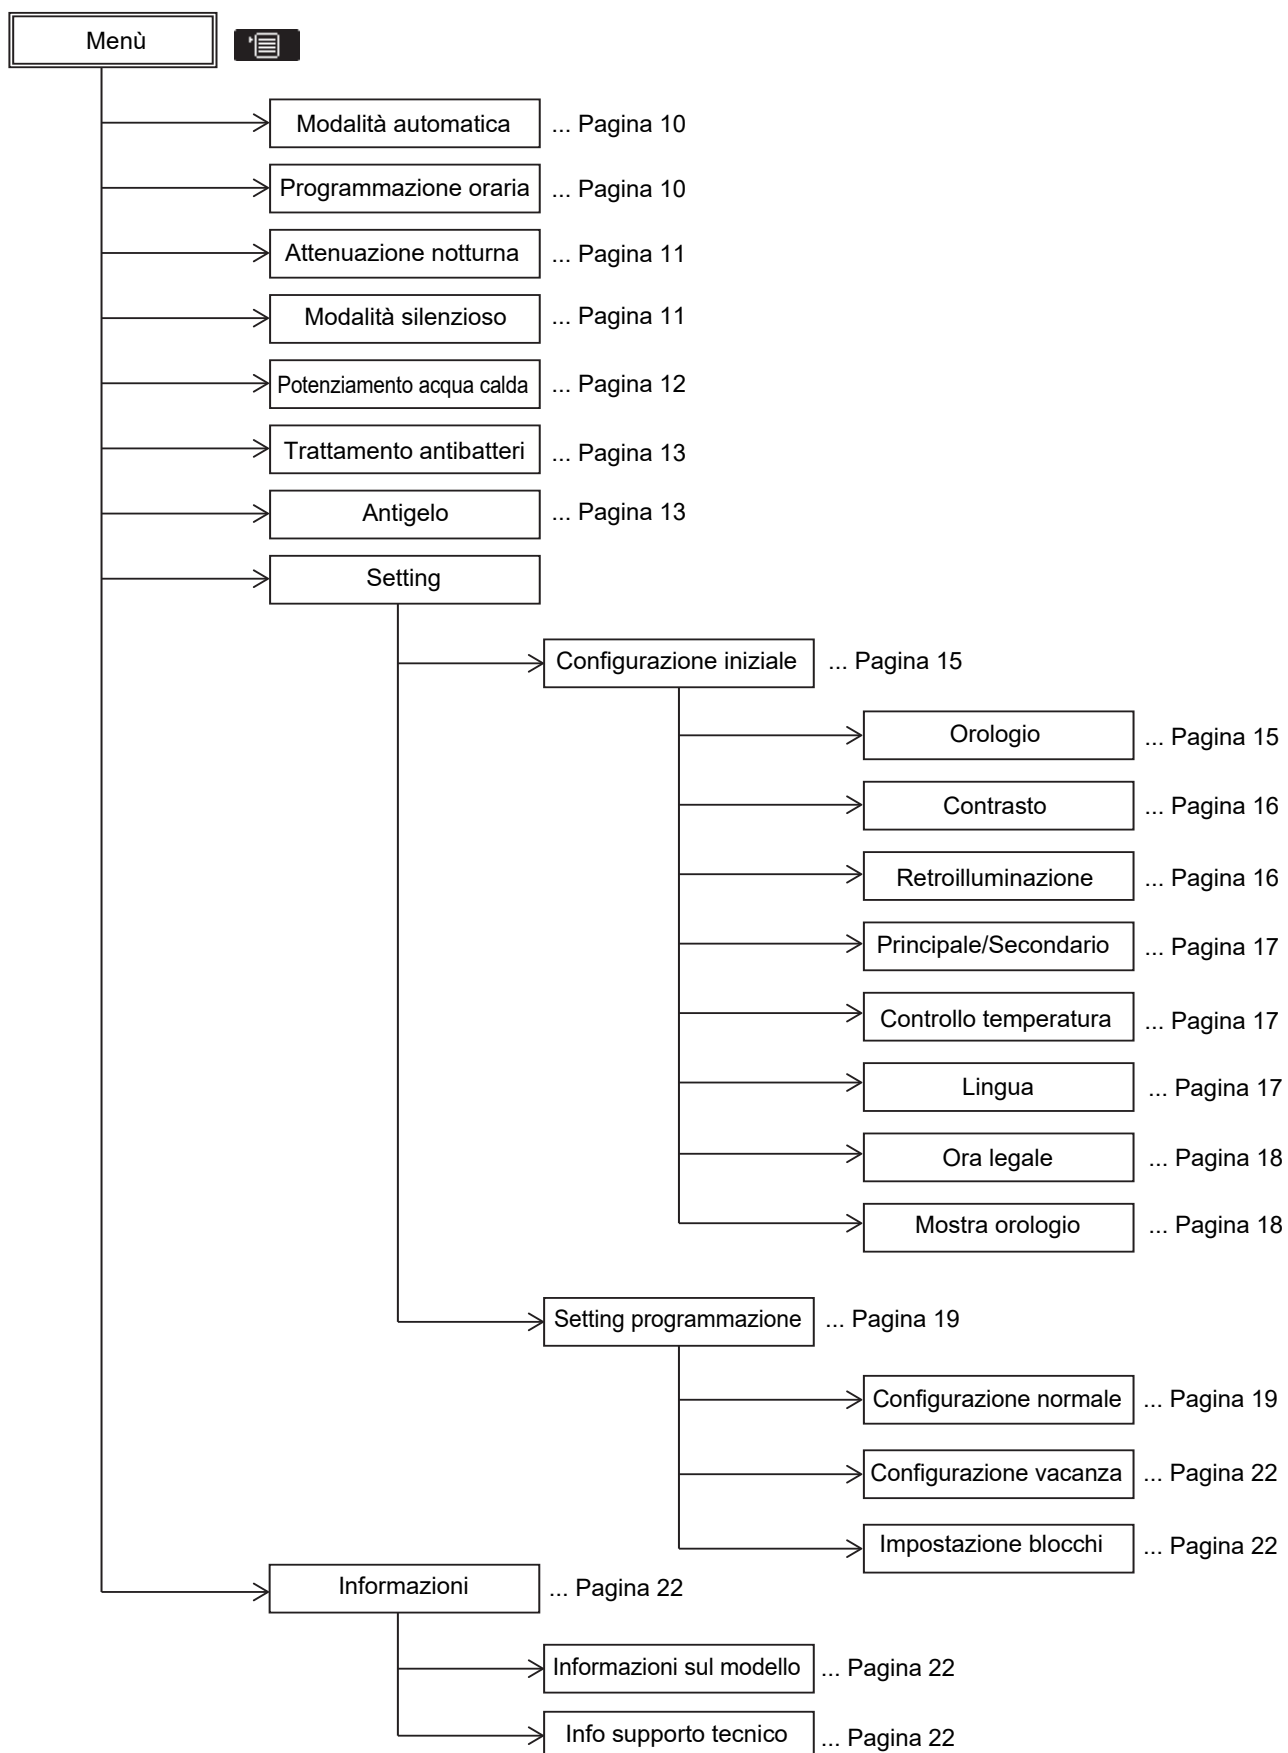 Menù
Modalità automatica ... Pagina 10
Programmazione oraria ... Pagina 10
Attenuazione notturna ... Pagina 11
Modalità silenzioso ... Pagina 11
Potenziamento acqua calda ... Pagina 12
Trattamento antibatteri ... Pagina 13
Antigelo ... Pagina 13
Setting
Configurazione iniziale ... Pagina 15
Orologio ... Pagina 15
Contrasto ... Pagina 16
Retroilluminazione ... Pagina 16
Principale/Secondario ... Pagina 17
Controllo temperatura ... Pagina 17
Lingua ... Pagina 17
Ora legale ... Pagina 18
Mostra orologio ... Pagina 18
Setting programmazione ... Pagina 19
Configurazione normale ... Pagina 19
Configurazione vacanza ... Pagina 22
Impostazione blocchi ... Pagina 22
Informazioni ... Pagina 22
Informazioni sul modello ... Pagina 22
Info supporto tecnico ... Pagina 22